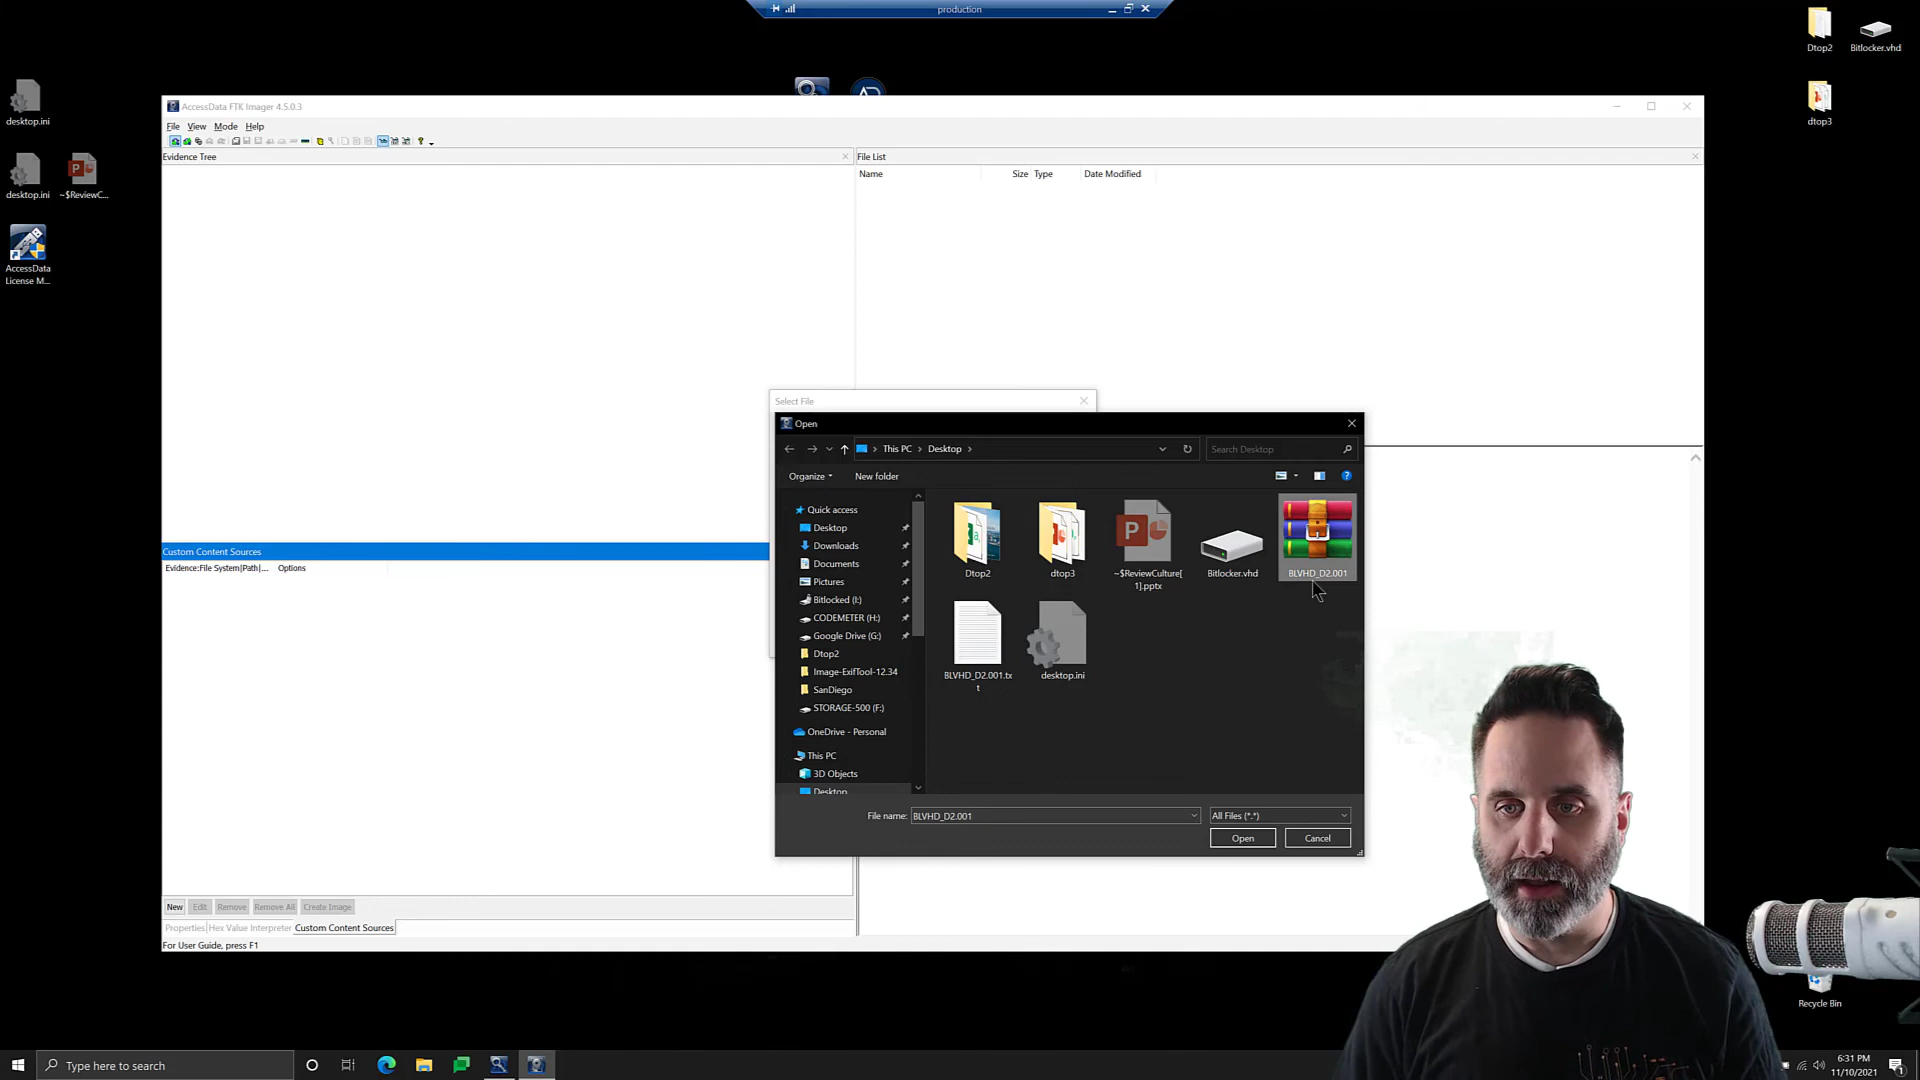 production
Dtop2
Bitlocker.vhd
desktop.ini
dtop3
desktop.ini
~$ReviewC...
AccessData
License M...
AccessData FTK Imager 4.5.0.3
File View Mode Help
Evidence Tree
File List
Name Size Type Date Modified
Custom Content Sources
Evidence:File System|Path|... Options
Select File
Open
This PC > Desktop >
Search Desktop
Organize New folder
Quick access
Desktop
Downloads
Documents
Pictures
Bitlocked (I:)
CODEMETER (H:)
Google Drive (G:)
Dtop2
Image-ExifTool-12.34
SanDiego
STORAGE-500 (F:)
OneDrive - Personal
This PC
3D Objects
Desktop
Dtop2
dtop3
~$ReviewCulture[
1].pptx
Bitlocker.vhd
BLVHD_D2.001
BLVHD_D2.001.tx
t
desktop.ini
File name: BLVHD_D2.001
All Files (*.*)
Open Cancel
New Edit Remove Remove All Create Image
Properties Hex Value Interpreter Custom Content Sources
For User Guide, press F1
Recycle Bin
Type here to search
6:31 PM
11/10/2021